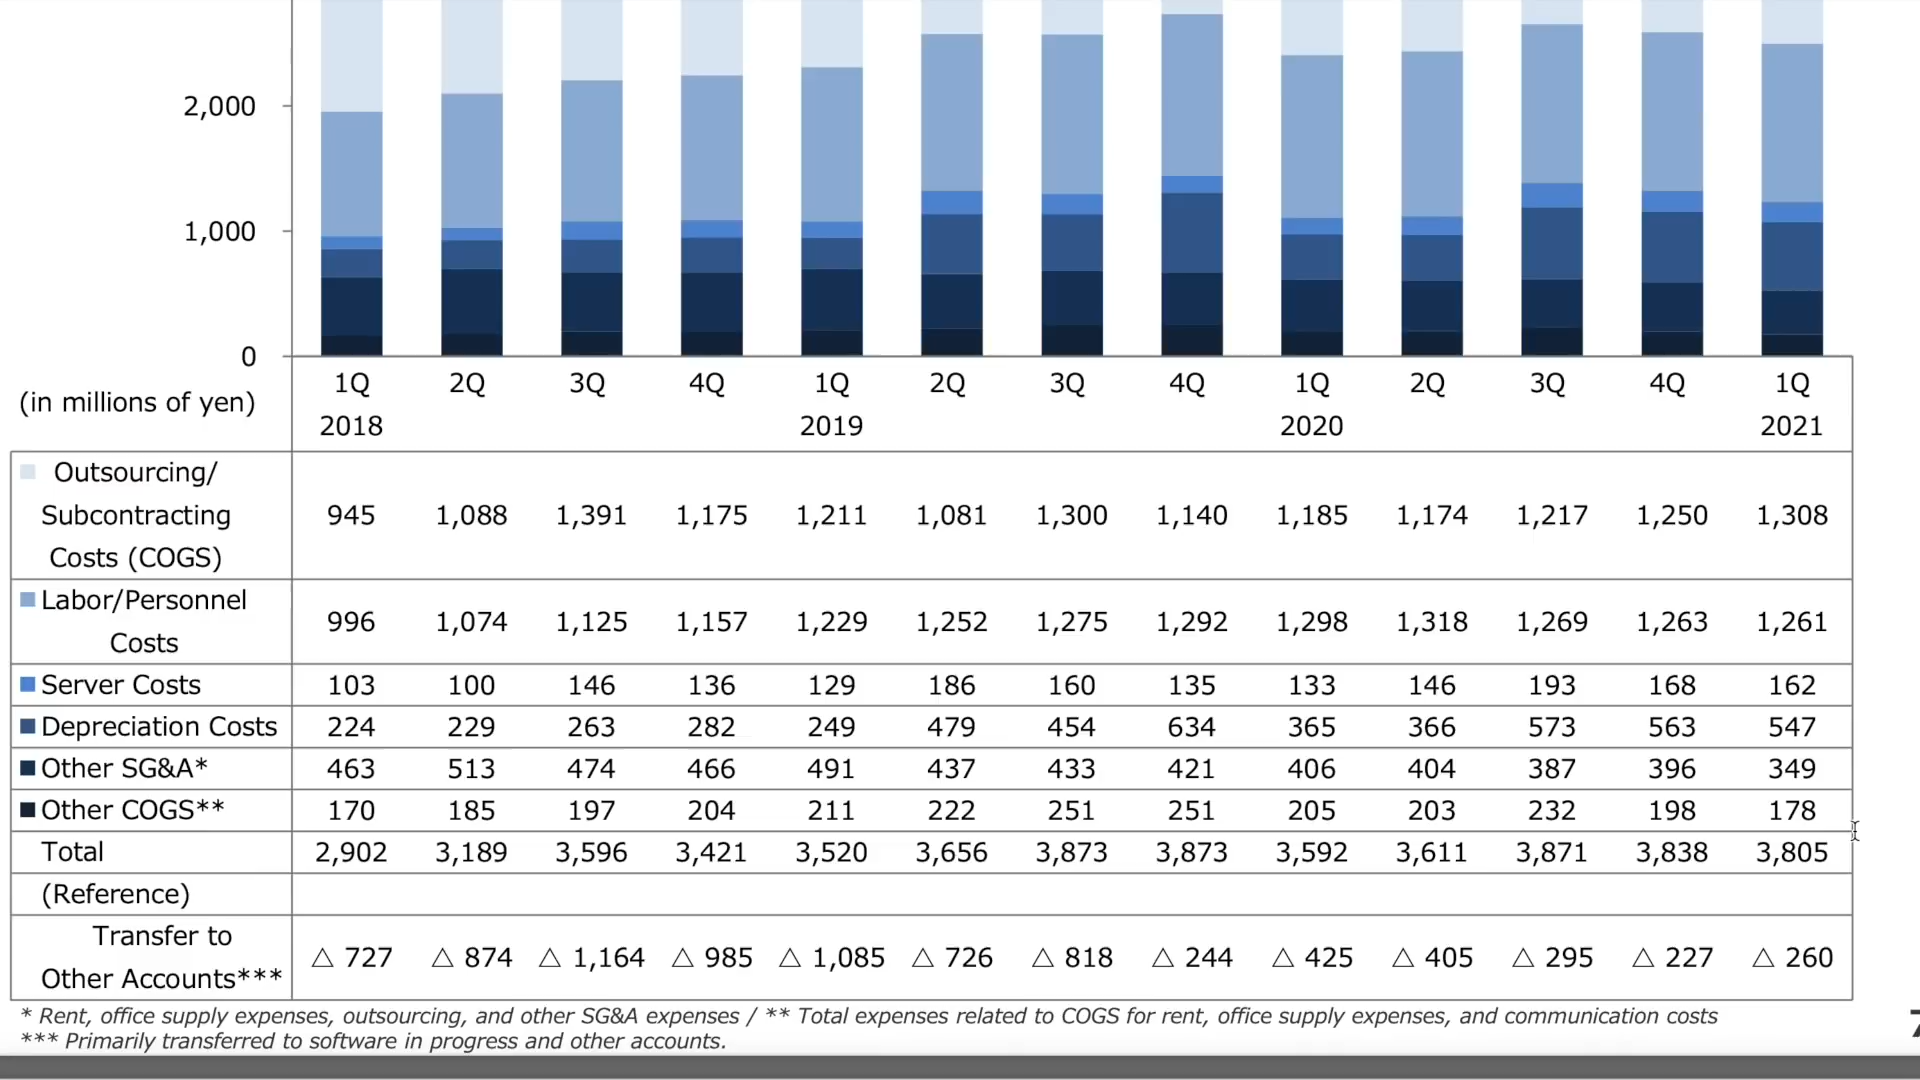 2,000
1,000
0
(in millions of yen)
1Q 2Q 3Q 4Q 1Q 2Q 3Q 4Q 1Q 2Q 3Q 4Q 1Q
2018 2019 2020 2021
Outsourcing/
Subcontracting
Costs (COGS)
945 1,088 1,391 1,175 1,211 1,081 1,300 1,140 1,185 1,174 1,217 1,250 1,308
Labor/Personnel
Costs
996 1,074 1,125 1,157 1,229 1,252 1,275 1,292 1,298 1,318 1,269 1,263 1,261
Server Costs 103 100 146 136 129 186 160 135 133 146 193 168 162
Depreciation Costs 224 229 263 282 249 479 454 634 365 366 573 563 547
Other SG&A* 463 513 474 466 491 437 433 421 406 404 387 396 349
Other COGS** 170 185 197 204 211 222 251 251 205 203 232 198 178
Total 2,902 3,189 3,596 3,421 3,520 3,656 3,873 3,873 3,592 3,611 3,871 3,838 3,805
(Reference)
Transfer to
Other Accounts***
△ 727 △ 874 △ 1,164 △ 985 △ 1,085 △ 726 △ 818 △ 244 △ 425 △ 405 △ 295 △ 227 △ 260
* Rent, office supply expenses, outsourcing, and other SG&A expenses / ** Total expenses related to COGS for rent, office supply expenses, and communication costs
*** Primarily transferred to software in progress and other accounts.